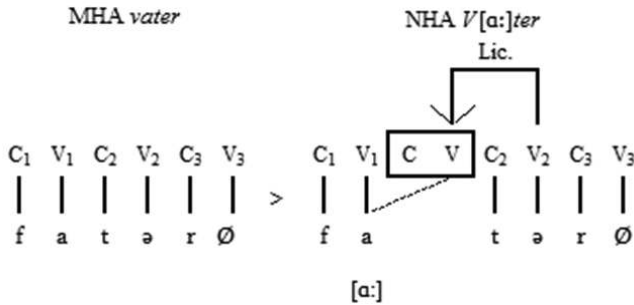 MHA vater NHA V[ɑ:]ter
Lic.
C₁ V₁ C₂ V₂ C₃ V₃ C₁ V₁ C V C₂ V₂ C₃ V₃
>
f a t ə r Ø f a t ə r Ø
[ɑ:]